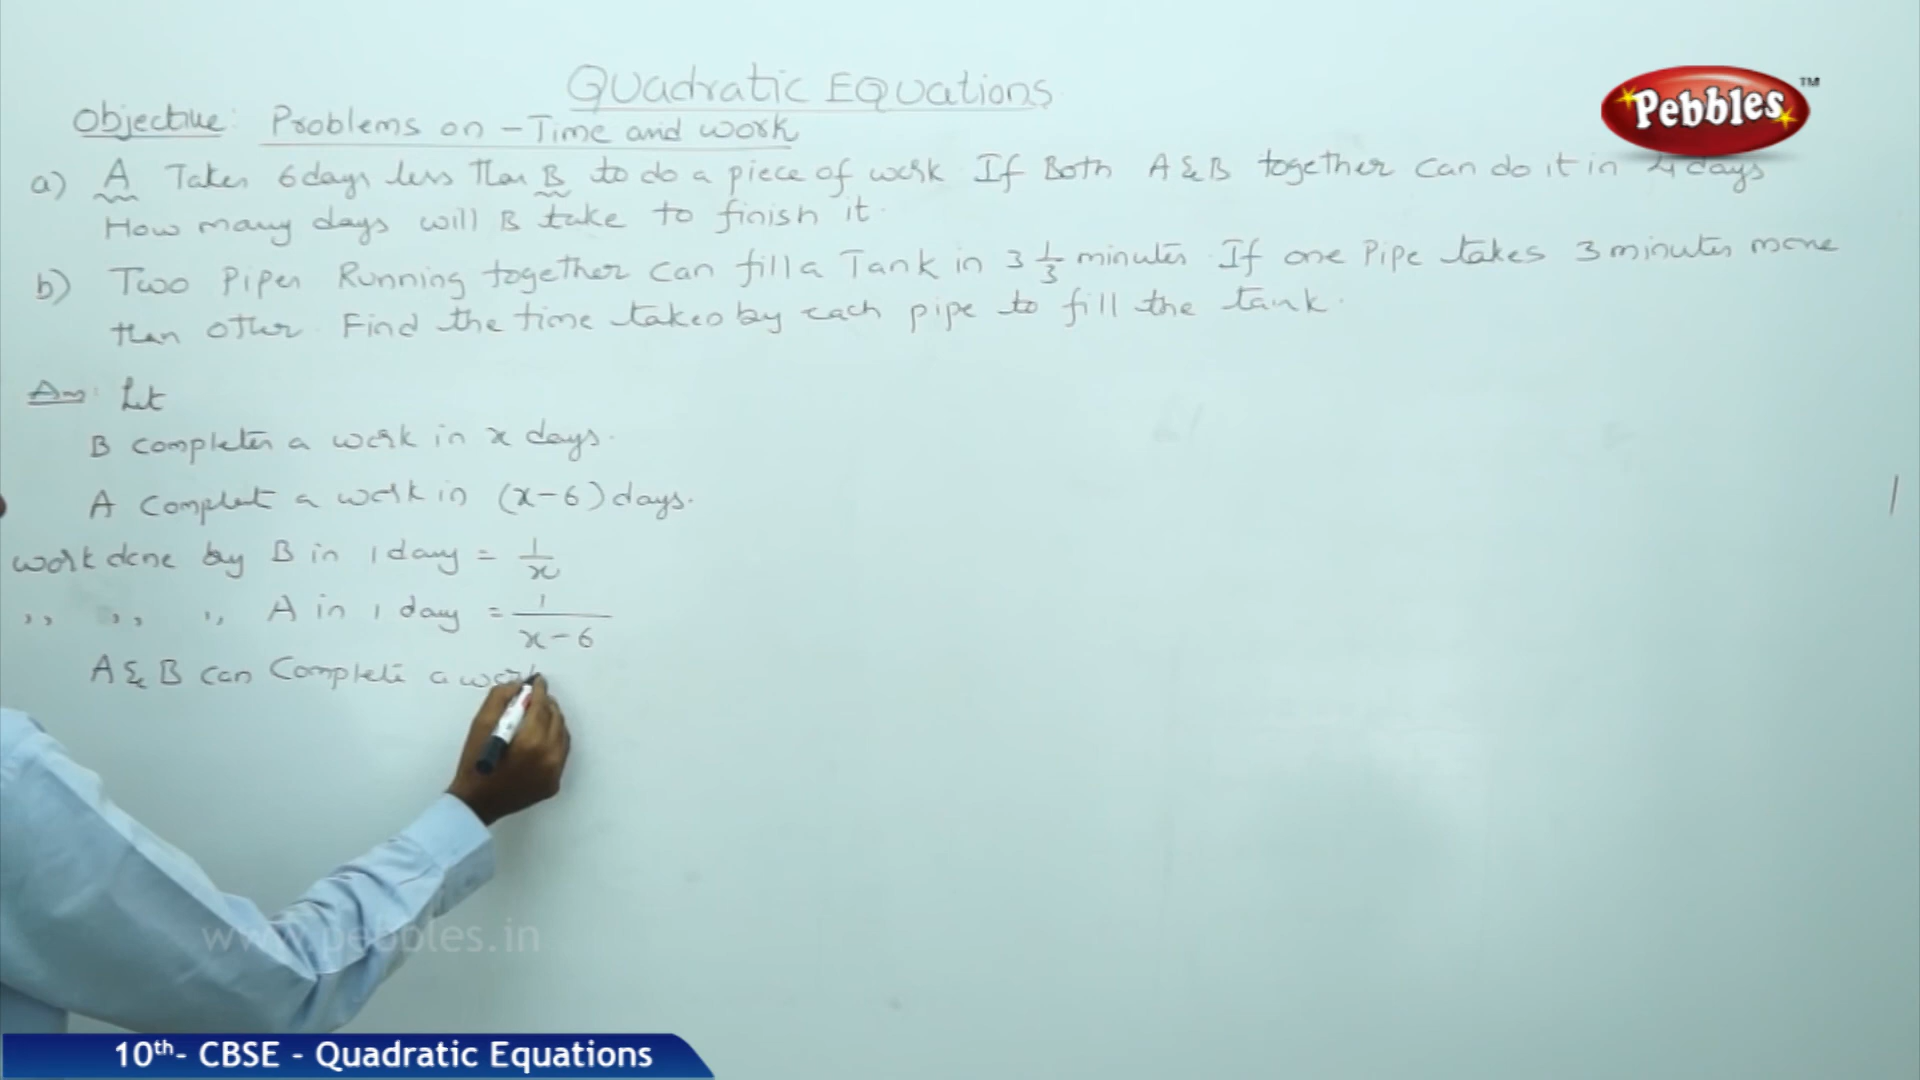 Quadratic Equations
Pebbles™
Objective: Problems on - Time and work
a) A Takes 6 days less than B to do a piece of work If Both A & B together can do it in 4 days
How many days will B take to finish it.
b) Two Pipes Running together can fill a Tank in 3 1/3 minutes. If one Pipe takes 3 minutes more
than other. Find the time taken by each pipe to fill the tank.
Ans: Let
B completes a work in x days.
A complete a work in (x-6) days.
work done by B in 1 day = 1/x
,, ,, ,, A in 1 day = 1/x-6
A & B can Complete a work
www.pebbles.in
10th- CBSE - Quadratic Equations